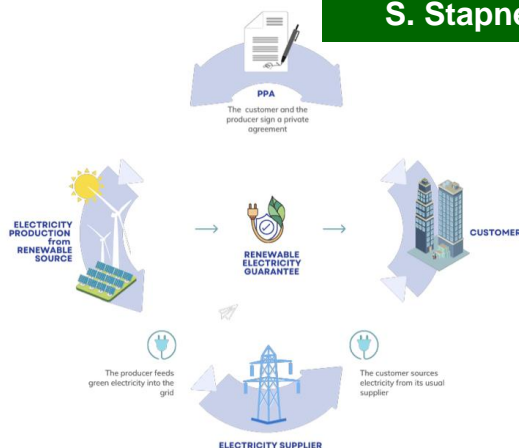 S. Stapne
PPA
The customer and the
producer sign a private
agreement
ELECTRICITY
PRODUCTION
from
RENEWABLE
SOURCE
RENEWABLE
ELECTRICITY
GUARANTEE
CUSTOMER
The producer feeds
green electricity into the
grid
The customer sources
electricity from its usual
supplier
ELECTRICITY SUPPLIER